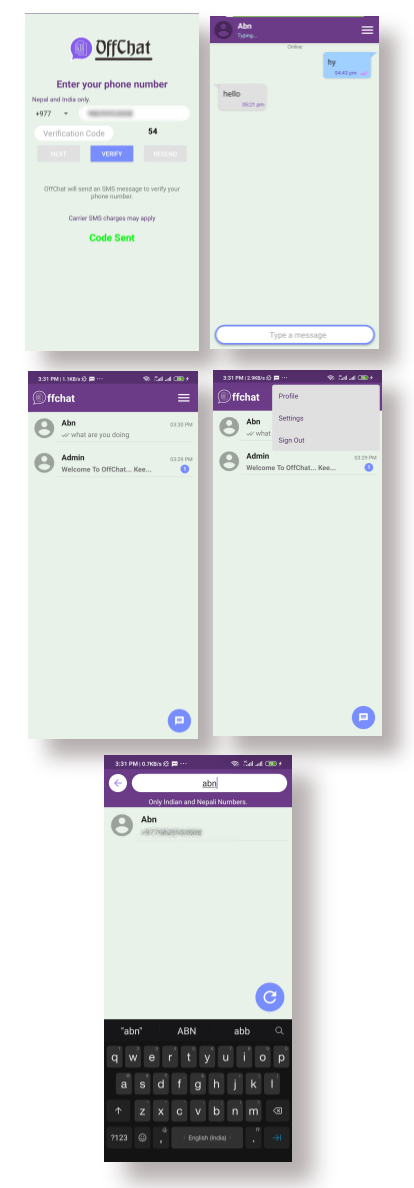 OffChat
Enter your phone number
Nepal and India only.
+977
Verification Code 54
NEXT VERIFY RESEND
OffChat will send an SMS message to verify your
phone number.
Carrier SMS charges may apply
Code Sent
Abn
Typing...
Online
hy
04:43 pm
hello
05:21 pm
Type a message
3:31 PM | 1.1KB/s
ffchat
Abn 03:30 PM
what are you doing
Admin 03:29 PM
Welcome To OffChat... Kee... 1
3:31 PM | 2.9KB/s
ffchat
Profile
Settings
Sign Out
Abn
what
Admin 03:29 PM
Welcome To OffChat... Kee... 1
3:31 PM | 0.7KB/s
abn
Only Indian and Nepali Numbers.
Abn
"abn" ABN abb
q w e r t y u i o p
a s d f g h j k l
z x c v b n m
?123 , English (India) .